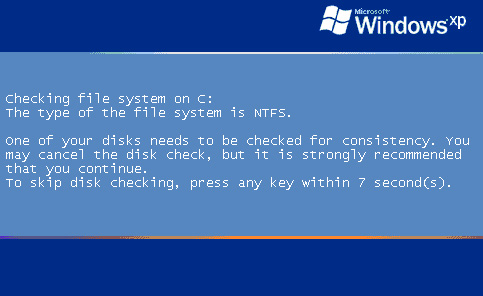 Microsoft
Windows xp
Checking file system on C:
The type of the file system is NTFS.
One of your disks needs to be checked for consistency. You
may cancel the disk check, but it is strongly recommended
that you continue.
To skip disk checking, press any key within 7 second(s).